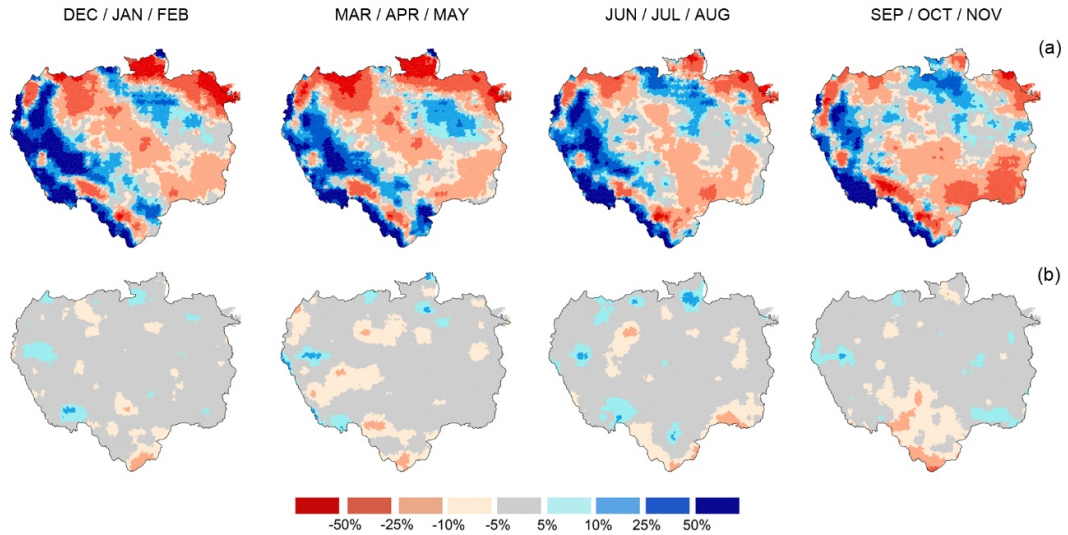 DEC / JAN / FEB MAR / APR / MAY JUN / JUL / AUG SEP / OCT / NOV
(a)
(b)
-50% -25% -10% -5% 5% 10% 25% 50%